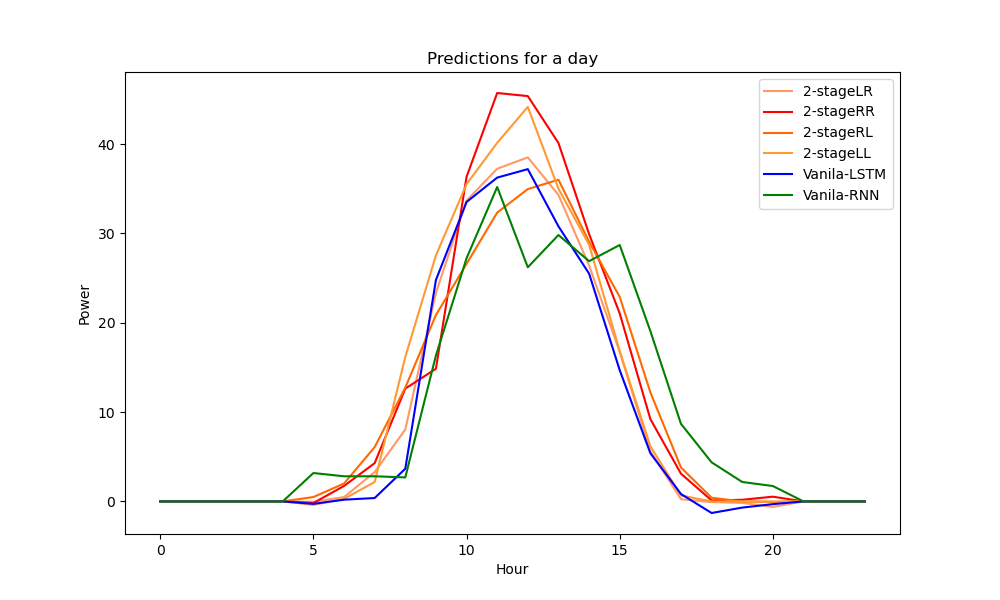 Predictions for a day
2-stageLR
2-stageRR
2-stageRL
2-stageLL
Vanila-LSTM
Vanila-RNN
40
30
20
10
0
Power
0 5 10 15 20
Hour